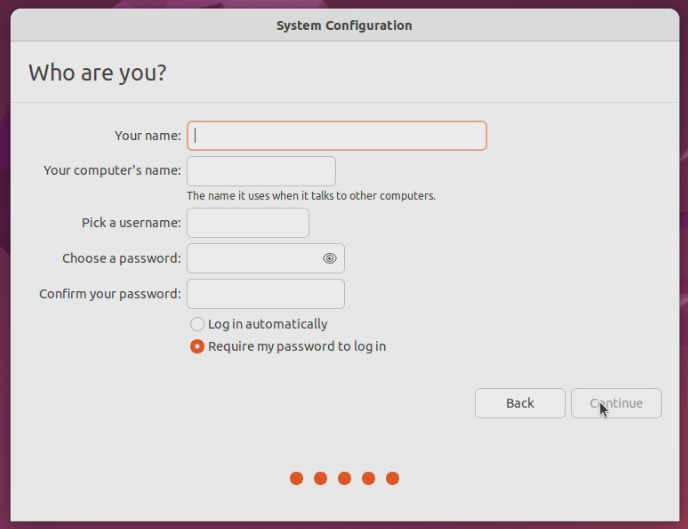 System Configuration
Who are you?
Your name:
Your computer's name:
The name it uses when it talks to other computers.
Pick a username:
Choose a password:
Confirm your password:
Log in automatically
Require my password to log in
Back
Continue